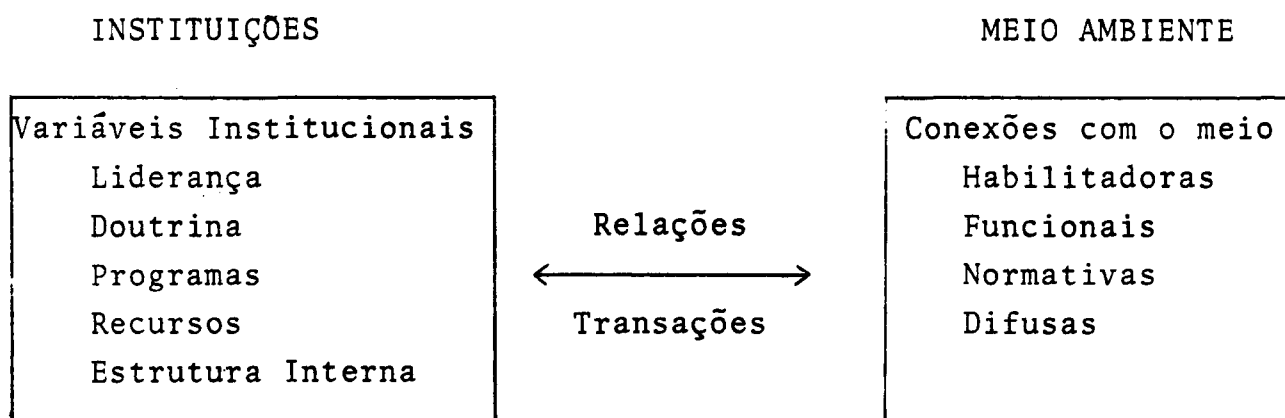 INSTITUIÇÕES
Variáveis Institucionais
Liderança
Doutrina
Programas
Recursos
Estrutura Interna
Relações
Transações
MEIO AMBIENTE
Conexões com o meio
Habilitadoras
Funcionais
Normativas
Difusas